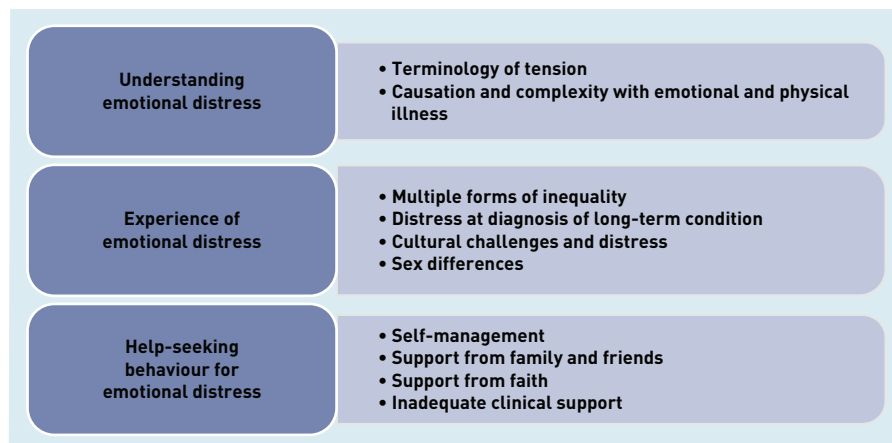 Understanding
emotional distress
• Terminology of tension
• Causation and complexity with emotional and physical
illness
Experience of
emotional distress
• Multiple forms of inequality
• Distress at diagnosis of long-term condition
• Cultural challenges and distress
• Sex differences
Help-seeking
behaviour for
emotional distress
• Self-management
• Support from family and friends
• Support from faith
• Inadequate clinical support